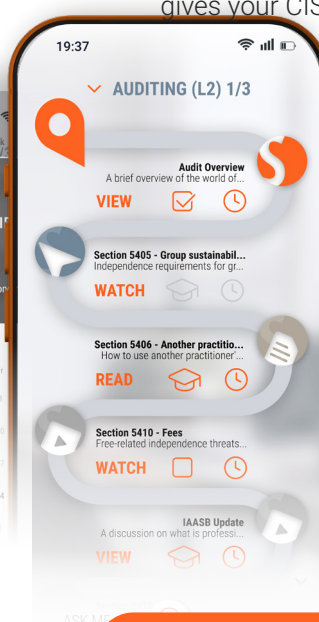 gives your CIS
19:37
AUDITING (L2) 1/3
Audit Overview
A brief overview of the world of...
VIEW
Section 5405 - Group sustainabil...
Independence requirements for gr...
WATCH
Section 5406 - Another practitio...
How to use another practitioner'...
READ
Section 5410 - Fees
Free-related independence threats...
WATCH
IAASB Update
A discussion on what is professi...
VIEW
ASK ME